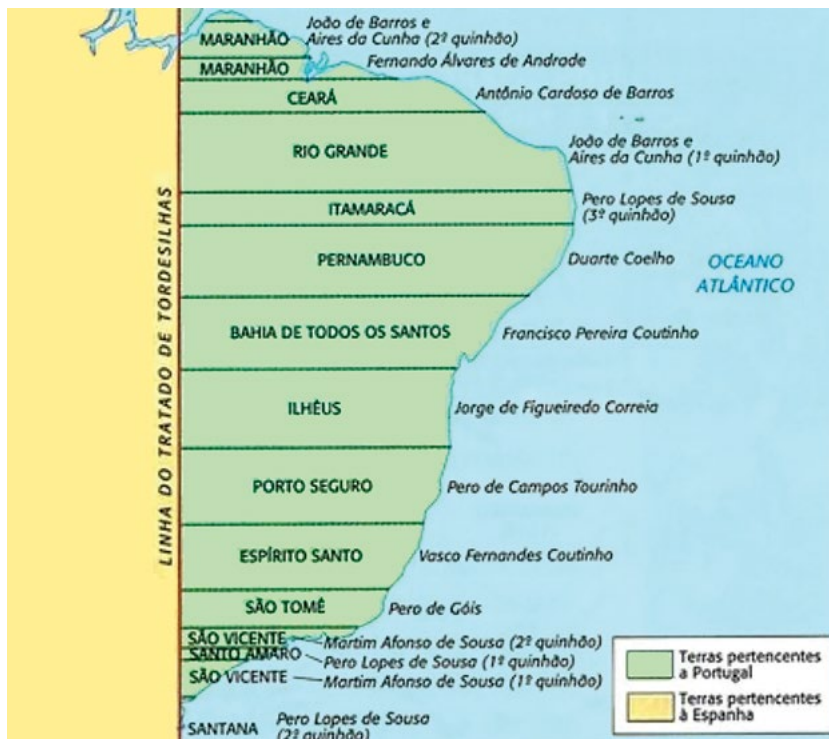 João de Barros e
Aires da Cunha (2º quinhão)
MARANHÃO
Fernando Álvares de Andrade
MARANHÃO
CEARÁ
Antônio Cardoso de Barros
RIO GRANDE
João de Barros e
Aires da Cunha (1º quinhão)
ITAMARACÁ
Pero Lopes de Sousa
(3º quinhão)
PERNAMBUCO
Duarte Coelho
OCEANO
ATLÂNTICO
BAHIA DE TODOS OS SANTOS
Francisco Pereira Coutinho
ILHÉUS
Jorge de Figueiredo Correia
LINHA DO TRATADO DE TORDESILHAS
PORTO SEGURO
Pero de Campos Tourinho
ESPÍRITO SANTO
Vasco Fernandes Coutinho
SÃO TOMÉ
Pero de Góis
SÃO VICENTE
Martim Afonso de Sousa (2º quinhão)
SANTO AMARO
Pero Lopes de Sousa (1º quinhão)
SÃO VICENTE
Martim Afonso de Sousa (1º quinhão)
SANTANA
Pero Lopes de Sousa
(2º quinhão)
Terras pertencentes
a Portugal
Terras pertencentes
à Espanha